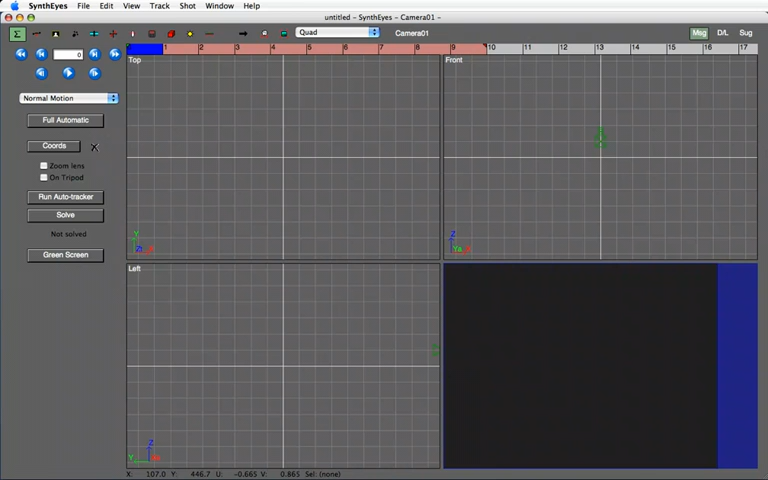 SynthEyes File Edit View Track Shot Window Help
untitled - SynthEyes - Camera01 -
Quad Camera01 Msg D/L Sug
0 1 2 3 4 5 6 7 8 9 10 11 12 13 14 15 16 17
Normal Motion
Full Automatic
Coords
Zoom lens
On Tripod
Run Auto-tracker
Solve
Not solved
Green Screen
Top
Front
Left
Y
Z
X: 107.0 Y: 446.7 U: -0.665 V: 0.865 Sel: (none)